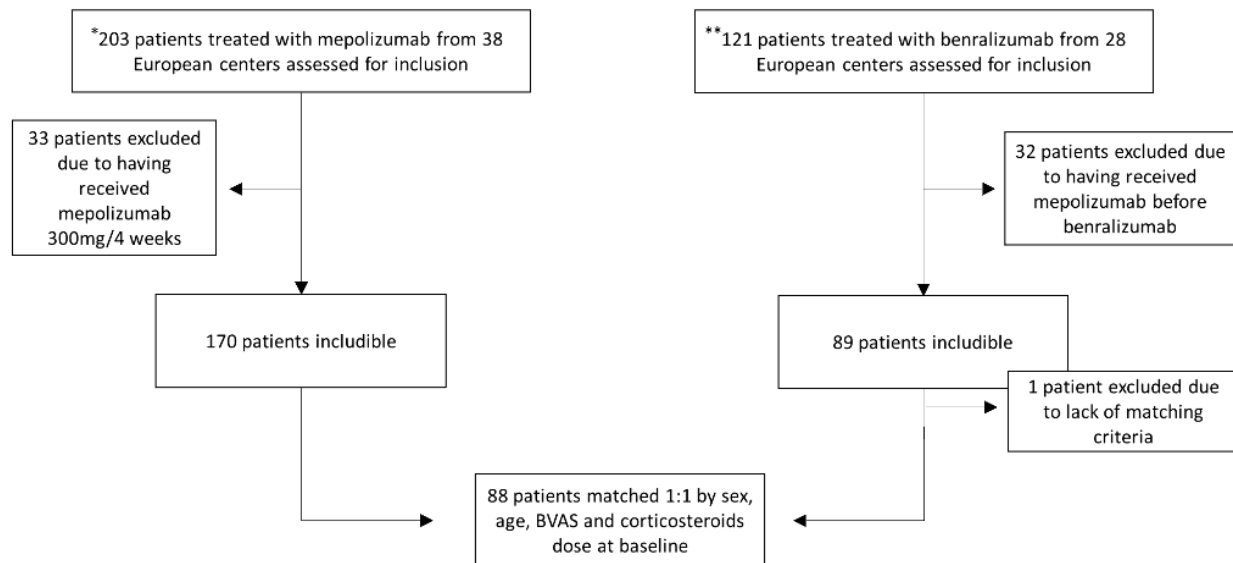 *203 patients treated with mepolizumab from 38
European centers assessed for inclusion
**121 patients treated with benralizumab from 28
European centers assessed for inclusion
33 patients excluded
due to having
received
mepolizumab
300mg/4 weeks
32 patients excluded due
to having received
mepolizumab before
benralizumab
170 patients includible
89 patients includible
1 patient excluded due
to lack of matching
criteria
88 patients matched 1:1 by sex,
age, BVAS and corticosteroids
dose at baseline